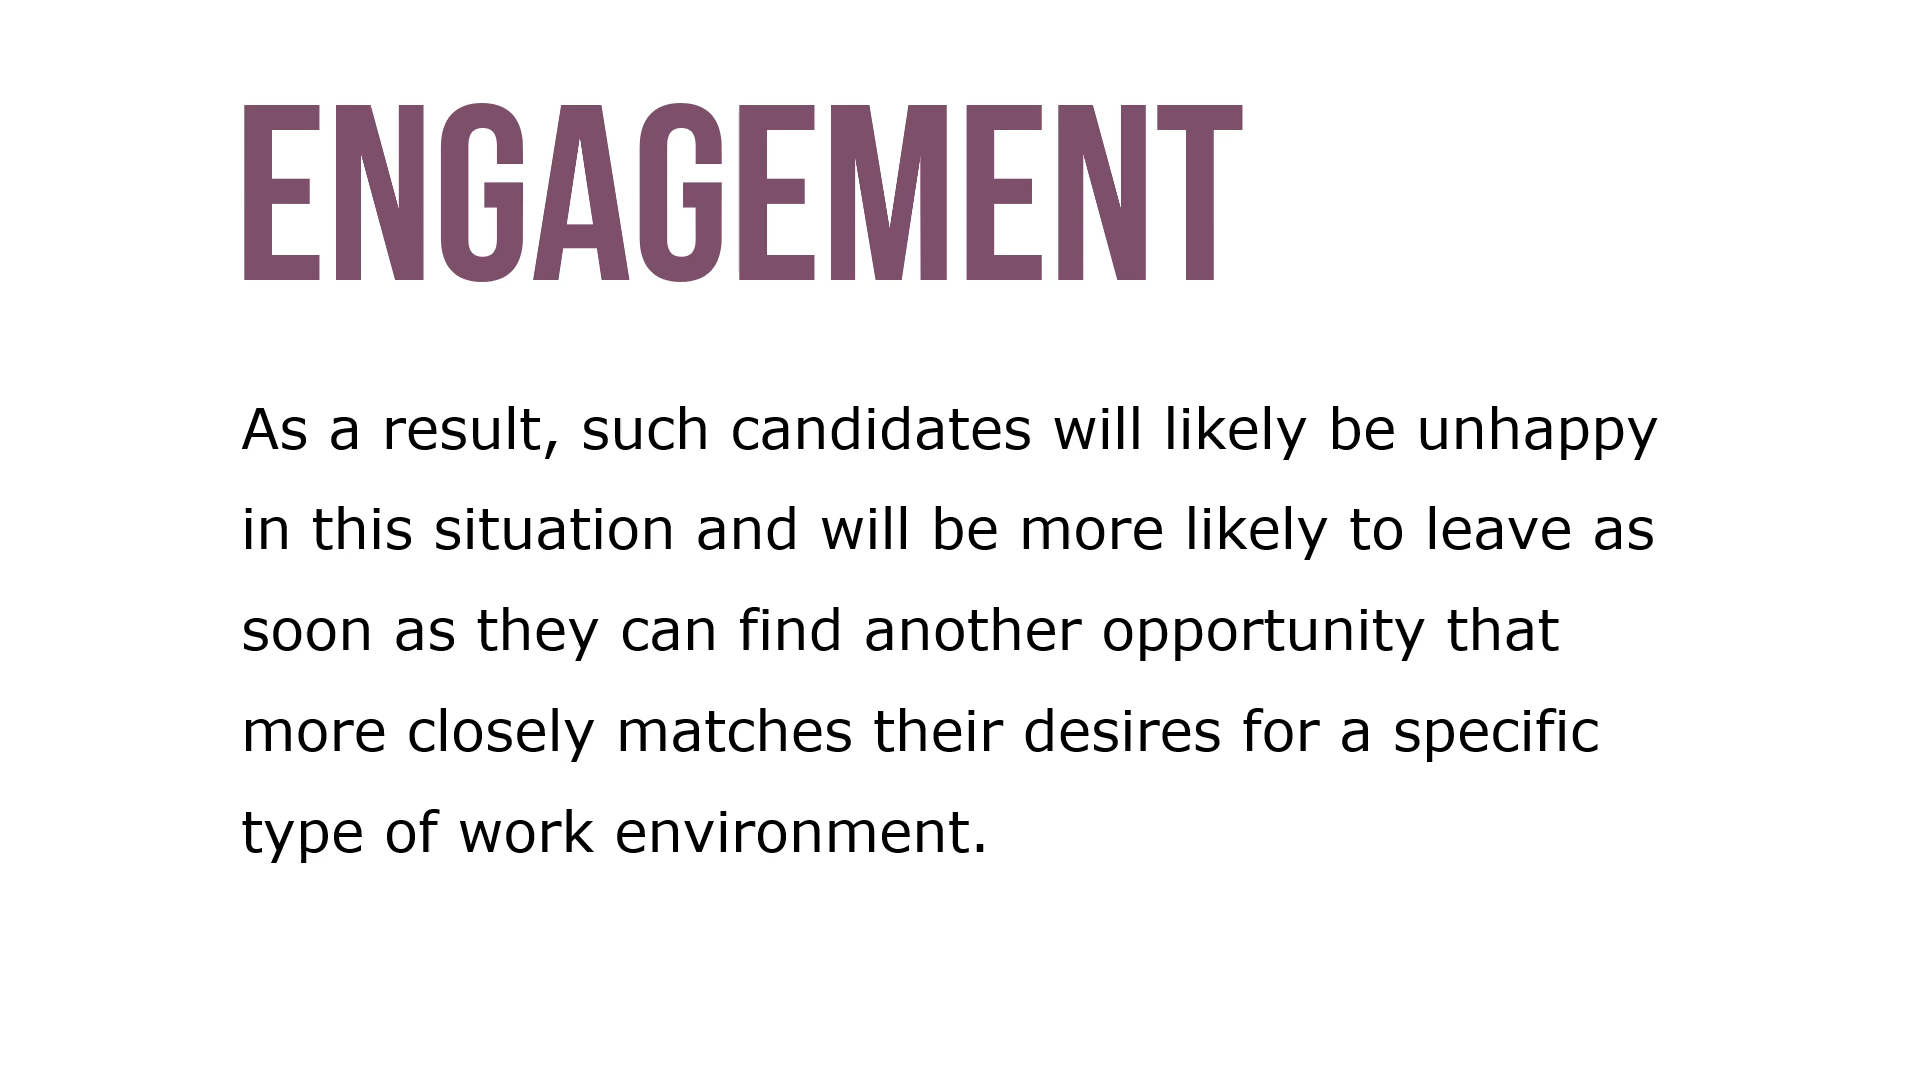 ENGAGEMENT
As a result, such candidates will likely be unhappy
in this situation and will be more likely to leave as
soon as they can find another opportunity that
more closely matches their desires for a specific
type of work environment.